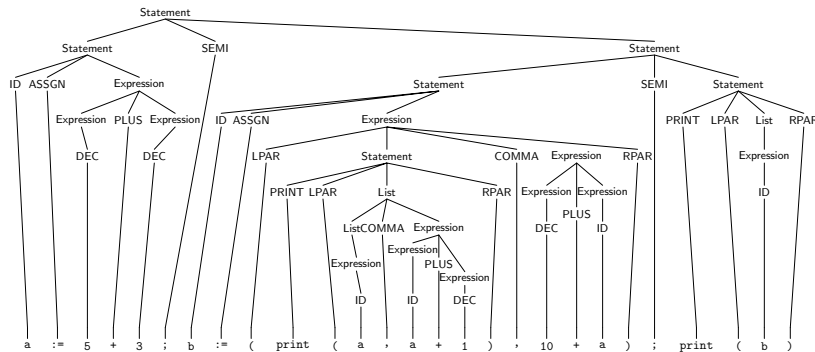 Statement
Statement SEMI Statement
ID ASSGN Expression Statement SEMI Statement
Expression PLUS Expression ID ASSGN Expression PRINT LPAR List RPAR
DEC DEC LPAR Statement COMMA Expression RPAR Expression
PRINT LPAR List RPAR Expression Expression ID
PLUS
List COMMA Expression DEC ID
Expression
Expression PLUS
Expression
ID ID DEC
a := 5 + 3 ; b := ( print ( a , a + 1 ) , 10 + a ) ; print ( b )